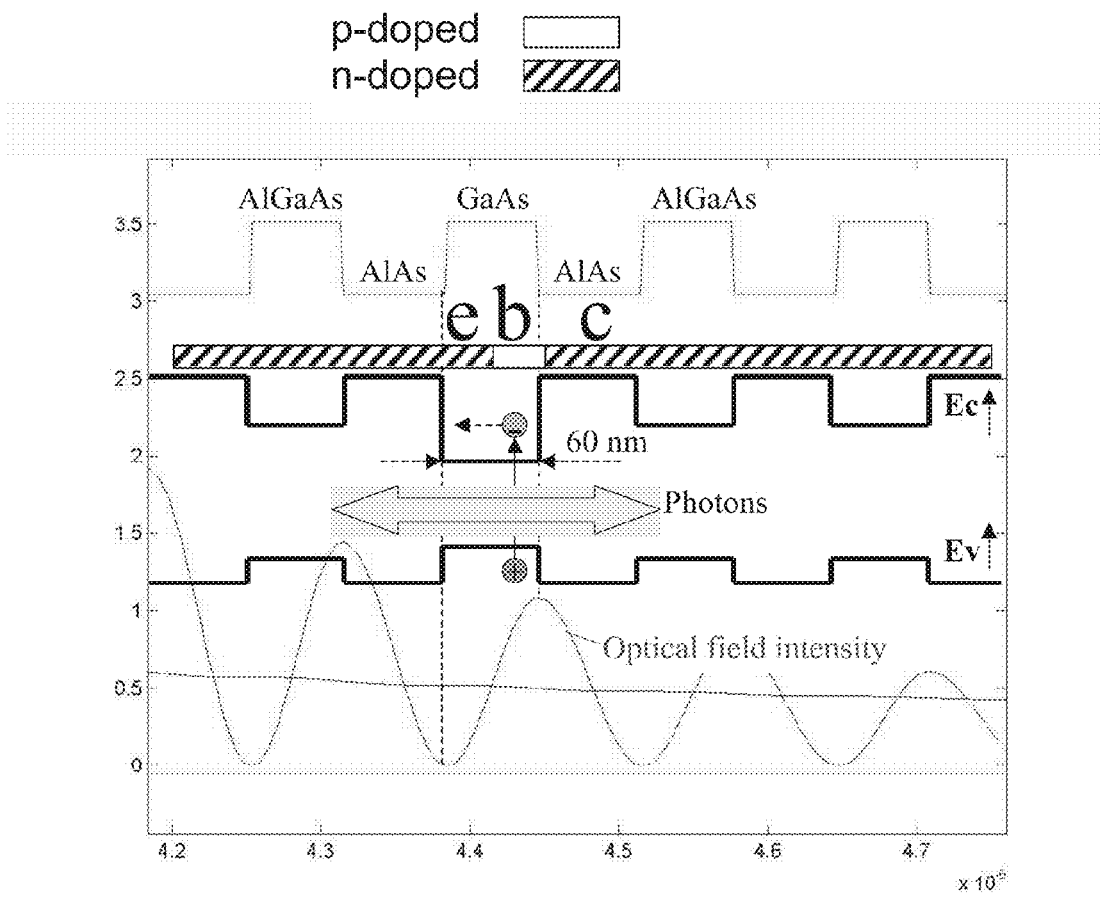 p-doped
n-doped
AlGaAs GaAs AlGaAs
3.5
AlAs AlAs
3
e b c
2.5
Ec
60 nm
2
Photons
1.5
Ev
1
Optical field intensity
0.5
0
4.2 4.3 4.4 4.5 4.6 4.7